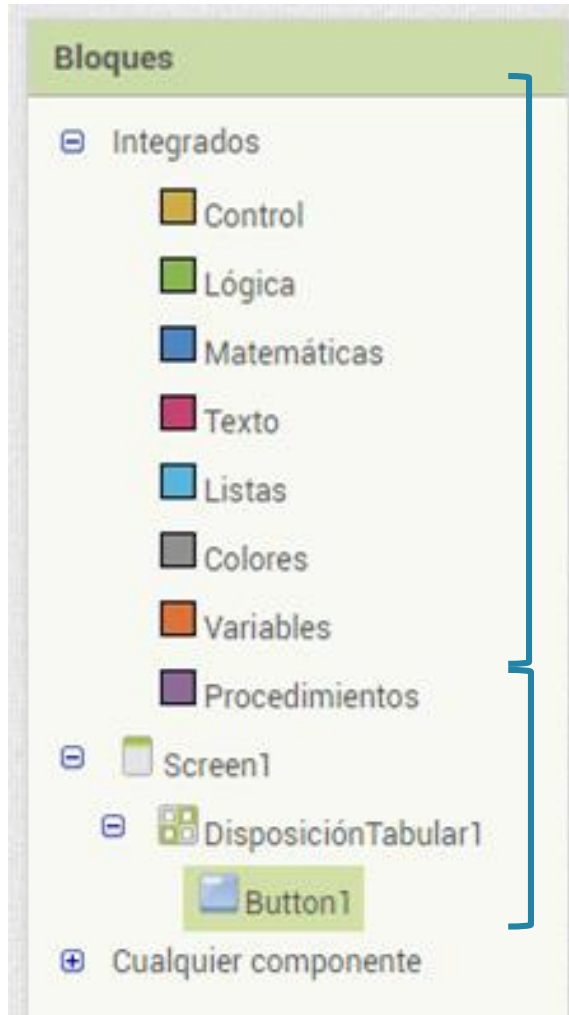 Bloques
Integrados
Control
Lógica
Matemáticas
Texto
Listas
Colores
Variables
Procedimientos
Screen1
DisposiciónTabular1
Button1
Cualquier componente